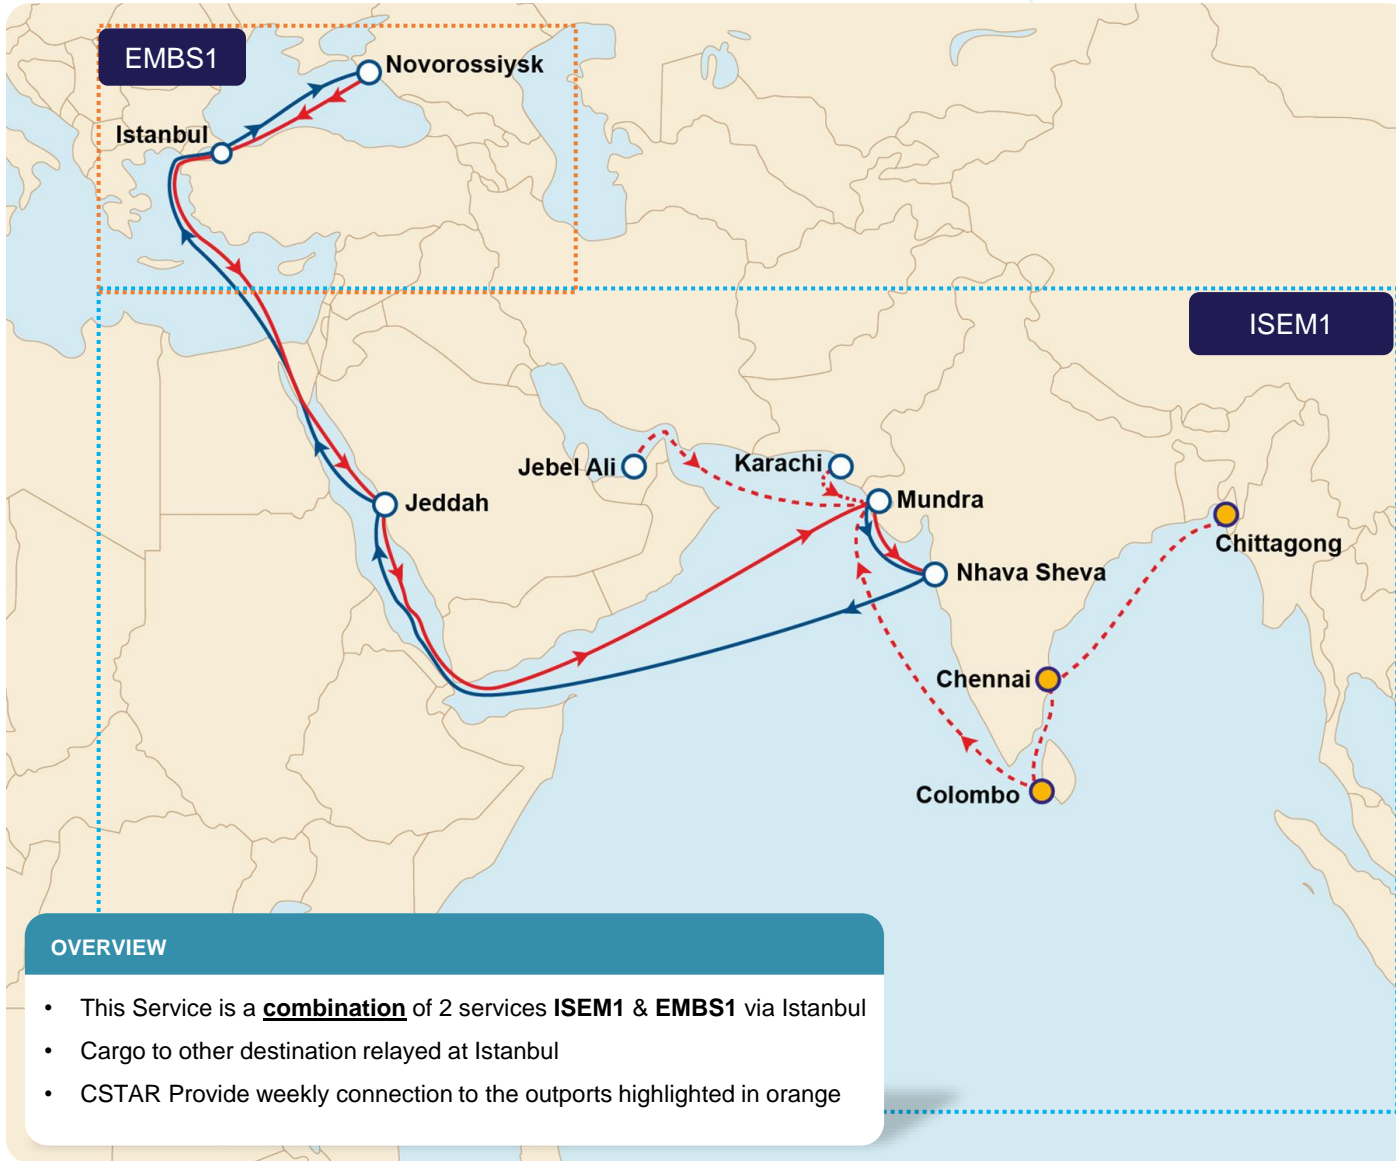 EMBS1
Novorossiysk
Istanbul
ISEM1
Jebel Ali
Karachi
Jeddah
Mundra
Chittagong
Nhava Sheva
Chennai
Colombo
OVERVIEW
• This Service is a combination of 2 services ISEM1 & EMBS1 via Istanbul
• Cargo to other destination relayed at Istanbul
• CSTAR Provide weekly connection to the outports highlighted in orange